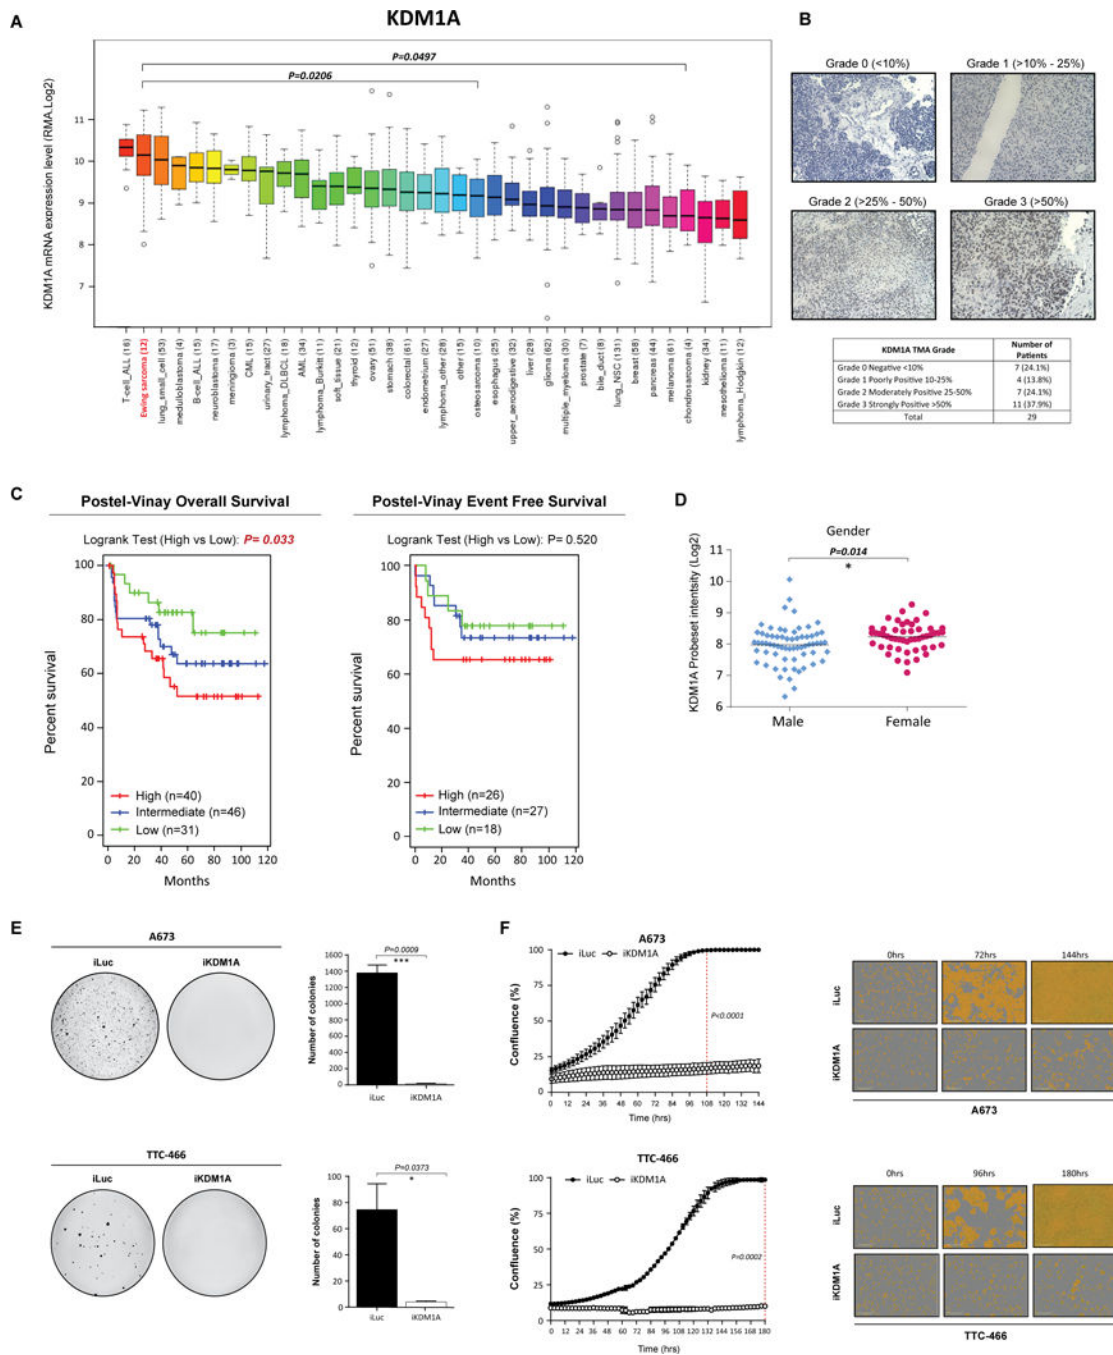 A
KDM1A
KDM1A mRNA expression level (RMA.Log2)
P=0.0497
P=0.0206
10
9
8
7
T-cell_ALL (16)
Ewing sarcoma (12)
lung_small_cell (53)
medulloblastoma (4)
B-cell_ALL (15)
neuroblastoma (17)
meningioma (3)
CML (15)
urinary_tract (27)
lymphoma_DLBCL (18)
AML (34)
lymphoma_Burkitt (11)
soft_tissue (21)
thyroid (12)
ovary (51)
stomach (38)
colorectal (61)
endometrium (27)
lymphoma_other (28)
other (15)
osteosarcoma (10)
esophagus (25)
upper_aerodigestive (32)
liver (28)
glioma (62)
multiple_myeloma (30)
prostate (7)
bile_duct (8)
lung_NSC (131)
breast (58)
pancreas (44)
melanoma (61)
chondrosarcoma (4)
kidney (34)
mesothelioma (11)
lymphoma_Hodgkin (12)
B
Grade 0 (<10%) Grade 1 (>10% - 25%)
Grade 2 (>25% - 50%) Grade 3 (>50%)
KDM1A TMA Grade Number of Patients
Grade 0 Negative <10% 7 (24.1%)
Grade 1 Poorly Positive 10-25% 4 (13.8%)
Grade 2 Moderately Positive 25-50% 7 (24.1%)
Grade 3 Strongly Positive >50% 11 (37.9%)
Total 29
C
Postel-Vinay Overall Survival
Logrank Test (High vs Low): P= 0.033
Percent survival
100
80
60
40
20
0
High (n=40)
Intermediate (n=46)
Low (n=31)
0 20 40 60 80 100 120
Months
Postel-Vinay Event Free Survival
Logrank Test (High vs Low): P= 0.520
Percent survival
100
80
60
40
20
0
High (n=26)
Intermediate (n=27)
Low (n=18)
0 20 40 60 80 100 120
Months
D
Gender
P=0.014
*
KDM1A Probeset intentsity (Log2)
11
10
9
8
7
6
Male Female
E
A673
iLuc iKDM1A
Number of colonies
P=0.0009
***
1600
1400
1200
1000
800
600
400
200
0
iLuc iKDM1A
TTC-466
iLuc iKDM1A
Number of colonies
P=0.0373
*
100
80
60
40
20
0
iLuc iKDM1A
F
A673
iLuc iKDM1A
Confluence (%)
100
75
50
25
0
P<0.0001
0 12 24 36 48 60 72 84 96 108 120 132 144
Time (hrs)
0hrs 72hrs 144hrs
iLuc
iKDM1A
A673
TTC-466
iLuc iKDM1A
Confluence (%)
100
75
50
25
0
P=0.0002
0 12 24 36 48 60 72 84 96 108 120 132 144 156 168 180
Time (hrs)
0hrs 96hrs 180hrs
iLuc
iKDM1A
TTC-466